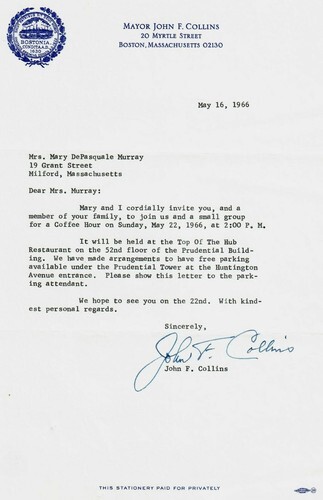 BOSTONIA
CONDITA A.D.
1630
MAYOR JOHN F. COLLINS
20 MYRTLE STREET
BOSTON, MASSACHUSETTS 02130
May 16, 1966
Mrs. Mary DePasquale Murray
19 Grant Street
Milford, Massachusetts
Dear Mrs. Murray:
Mary and I cordially invite you, and a
member of your family, to join us and a small group
for a Coffee Hour on Sunday, May 22, 1966, at 2:00 P. M.
It will be held at the Top Of The Hub
Restaurant on the 52nd floor of the Prudential Build-
ing. We have made arrangements to have free parking
available under the Prudential Tower at the Huntington
Avenue entrance. Please show this letter to the park-
ing attendant.
We hope to see you on the 22nd. With kind-
est personal regards.
Sincerely,
John F. Collins
John F. Collins
THIS STATIONERY PAID FOR PRIVATELY